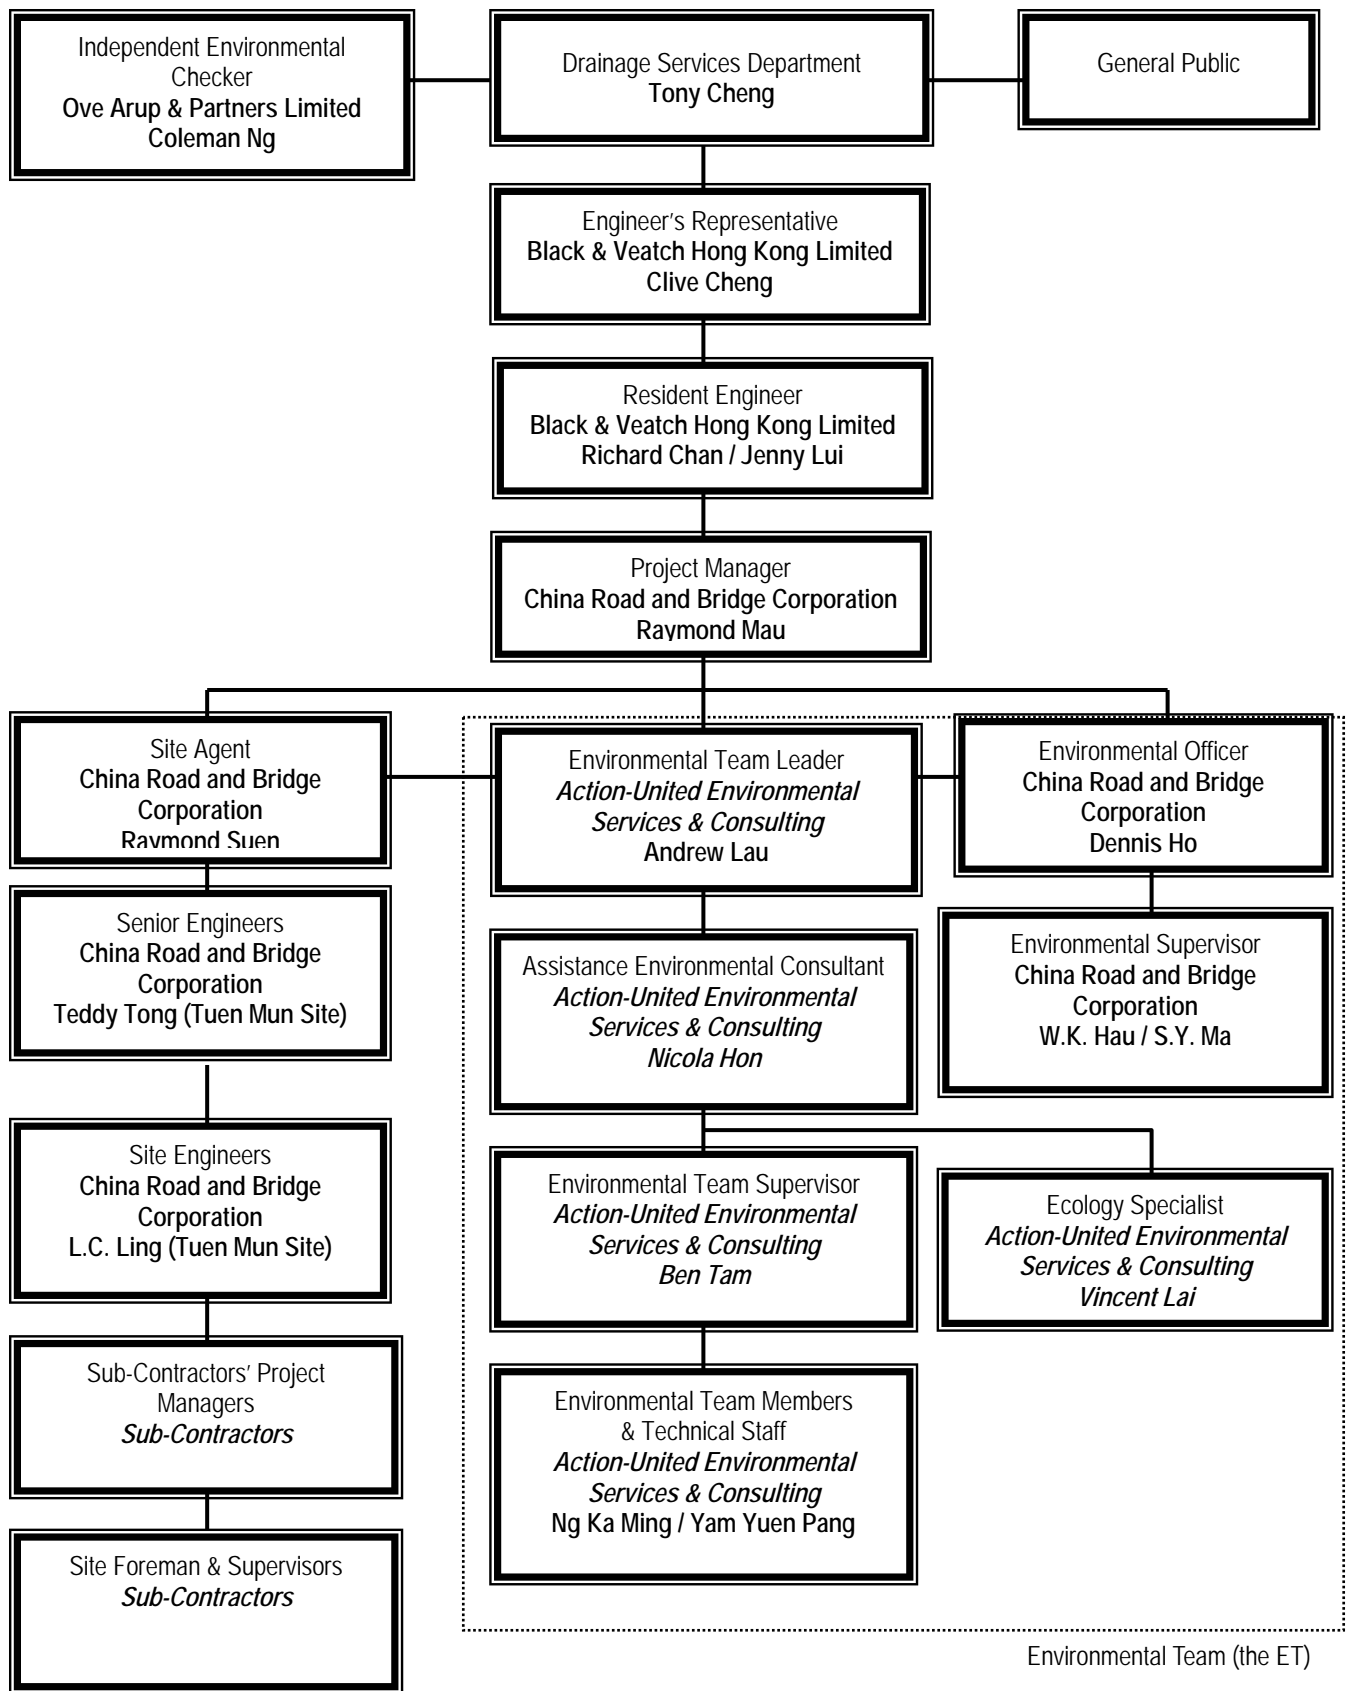 Independent Environmental
Checker
Ove Arup & Partners Limited
Coleman Ng
Drainage Services Department
Tony Cheng
General Public
Engineer's Representative
Black & Veatch Hong Kong Limited
Clive Cheng
Resident Engineer
Black & Veatch Hong Kong Limited
Richard Chan / Jenny Lui
Project Manager
China Road and Bridge Corporation
Raymond Mau
Site Agent
China Road and Bridge
Corporation
Raymond Suen
Environmental Team Leader
Action-United Environmental
Services & Consulting
Andrew Lau
Environmental Officer
China Road and Bridge
Corporation
Dennis Ho
Senior Engineers
China Road and Bridge
Corporation
Teddy Tong (Tuen Mun Site)
Assistance Environmental Consultant
Action-United Environmental
Services & Consulting
Nicola Hon
Environmental Supervisor
China Road and Bridge
Corporation
W.K. Hau / S.Y. Ma
Site Engineers
China Road and Bridge
Corporation
L.C. Ling (Tuen Mun Site)
Environmental Team Supervisor
Action-United Environmental
Services & Consulting
Ben Tam
Ecology Specialist
Action-United Environmental
Services & Consulting
Vincent Lai
Sub-Contractors' Project
Managers
Sub-Contractors
Environmental Team Members
& Technical Staff
Action-United Environmental
Services & Consulting
Ng Ka Ming / Yam Yuen Pang
Site Foreman & Supervisors
Sub-Contractors
Environmental Team (the ET)